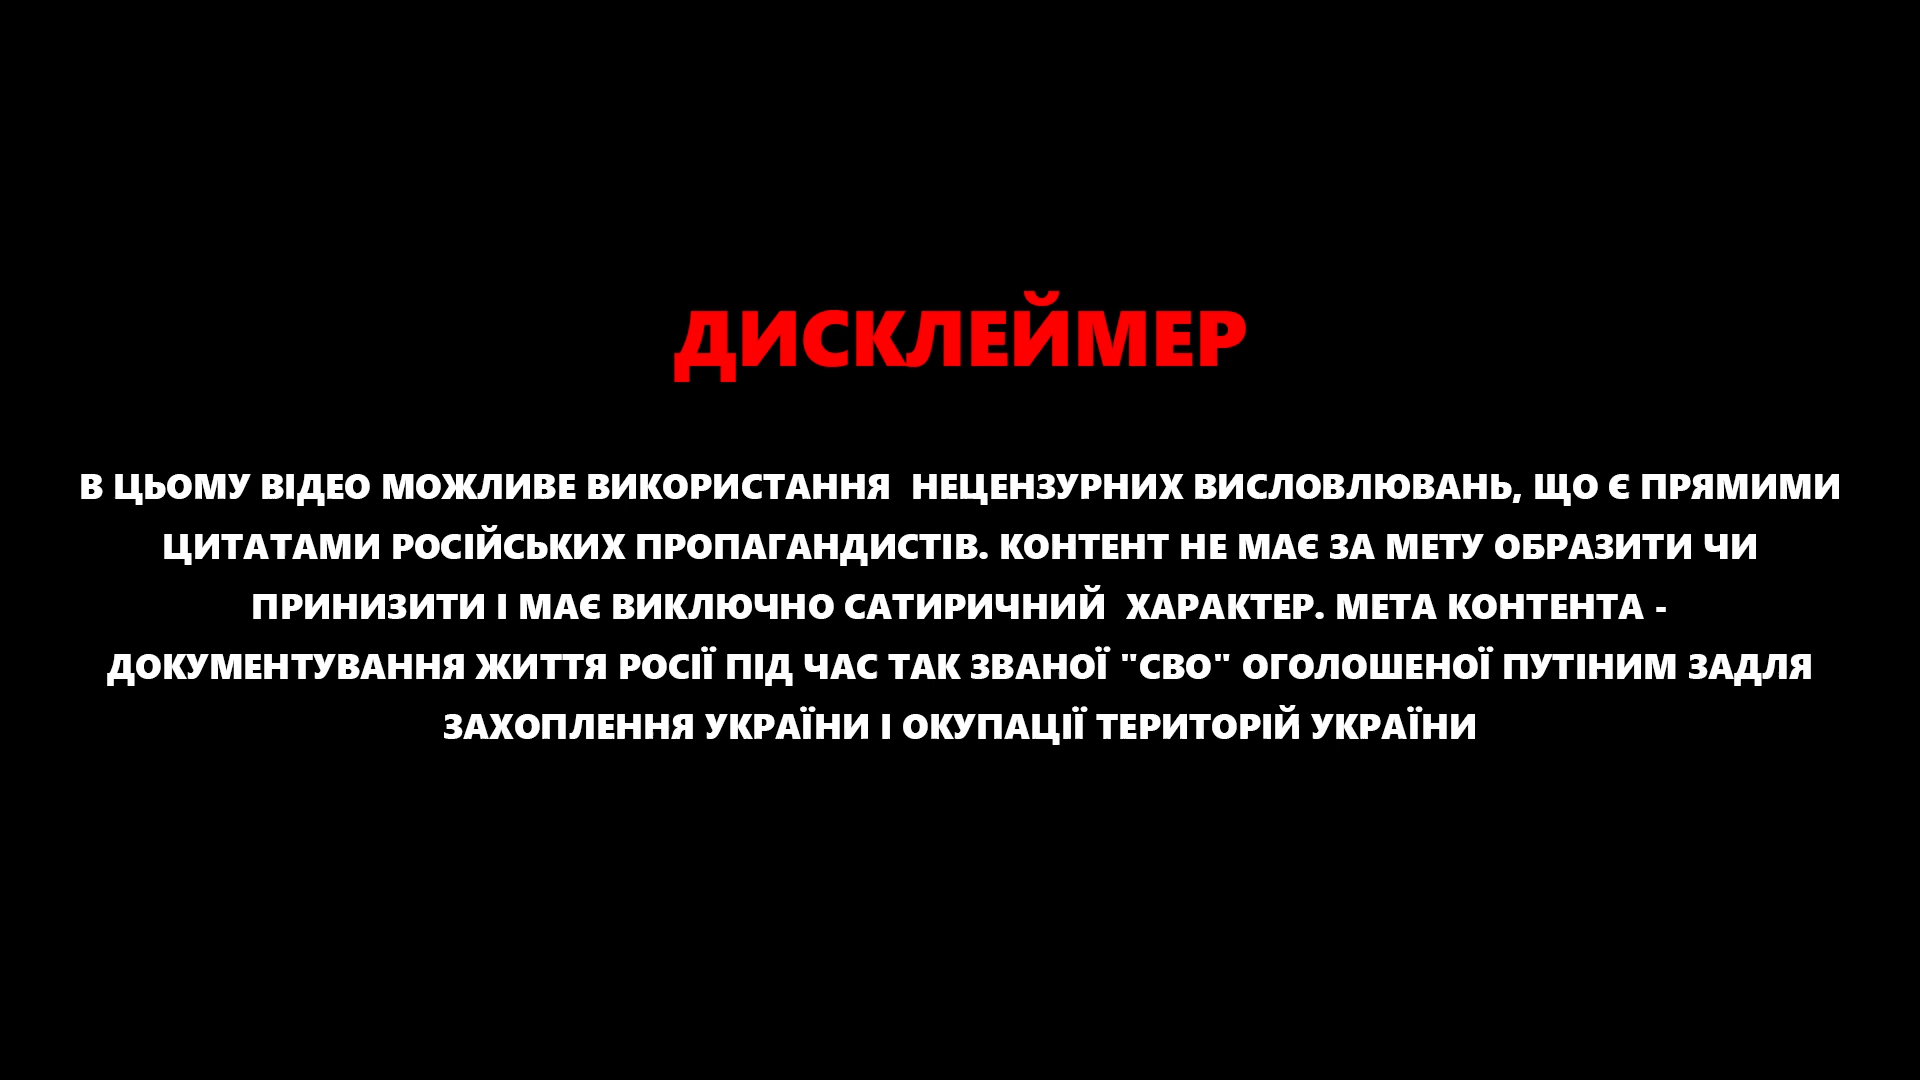 ДИСКЛЕЙМЕР
В ЦЬОМУ ВІДЕО МОЖЛИВЕ ВИКОРИСТАННЯ  НЕЦЕНЗУРНИХ ВИСЛОВЛЮВАНЬ, ЩО Є ПРЯМИМИ
ЦИТАТАМИ РОСІЙСЬКИХ ПРОПАГАНДИСТІВ. КОНТЕНТ НЕ МАЄ ЗА МЕТУ ОБРАЗИТИ ЧИ
ПРИНИЗИТИ І МАЄ ВИКЛЮЧНО САТИРИЧНИЙ  ХАРАКТЕР. МЕТА КОНТЕНТА -
ДОКУМЕНТУВАННЯ ЖИТТЯ РОСІЇ ПІД ЧАС ТАК ЗВАНОЇ "СВО" ОГОЛОШЕНОЇ ПУТІНИМ ЗАДЛЯ
ЗАХОПЛЕННЯ УКРАЇНИ І ОКУПАЦІЇ ТЕРИТОРІЙ УКРАЇНИ